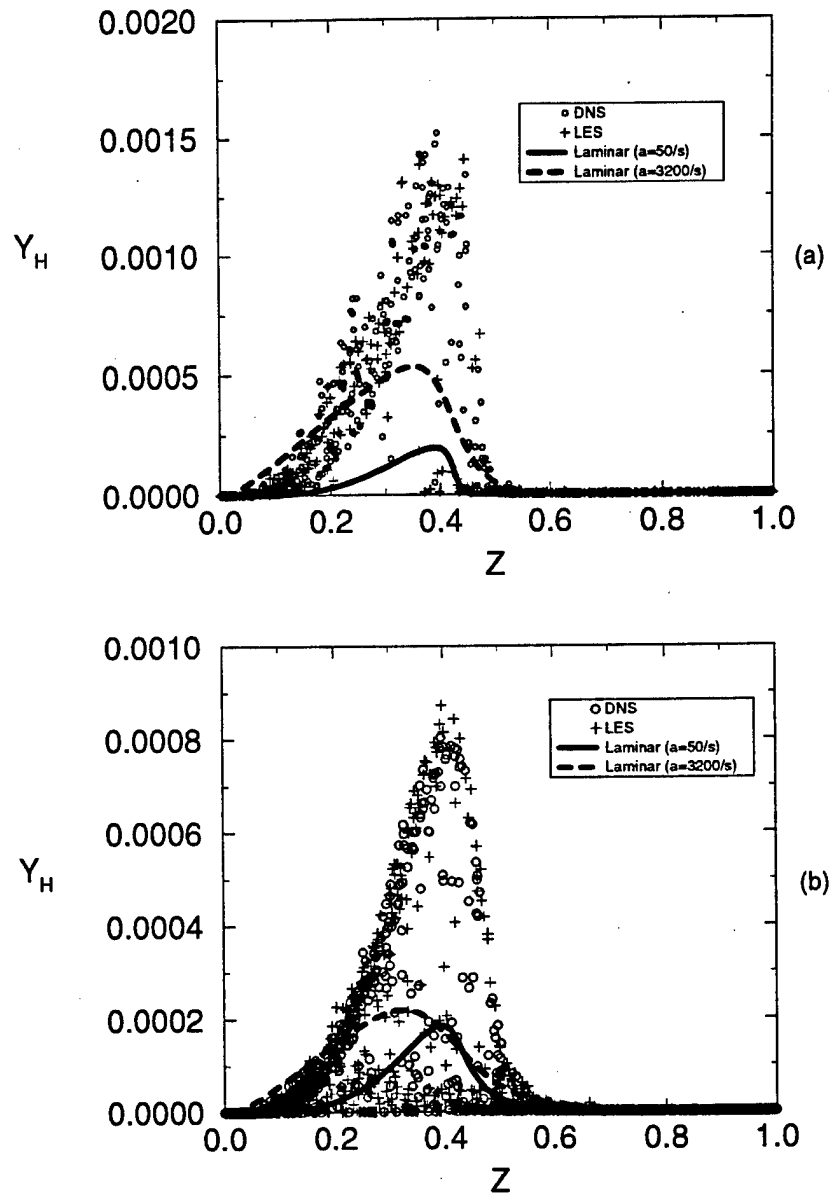 0.0020
0.0015
0.0010
0.0005
0.0000
Y_H
DNS
LES
Laminar (a=50/s)
Laminar (a=3200/s)
(a)
0.0 0.2 0.4 0.6 0.8 1.0
Z
0.0010
0.0008
0.0006
0.0004
0.0002
0.0000
Y_H
DNS
LES
Laminar (a=50/s)
Laminar (a=3200/s)
(b)
0.0 0.2 0.4 0.6 0.8 1.0
Z